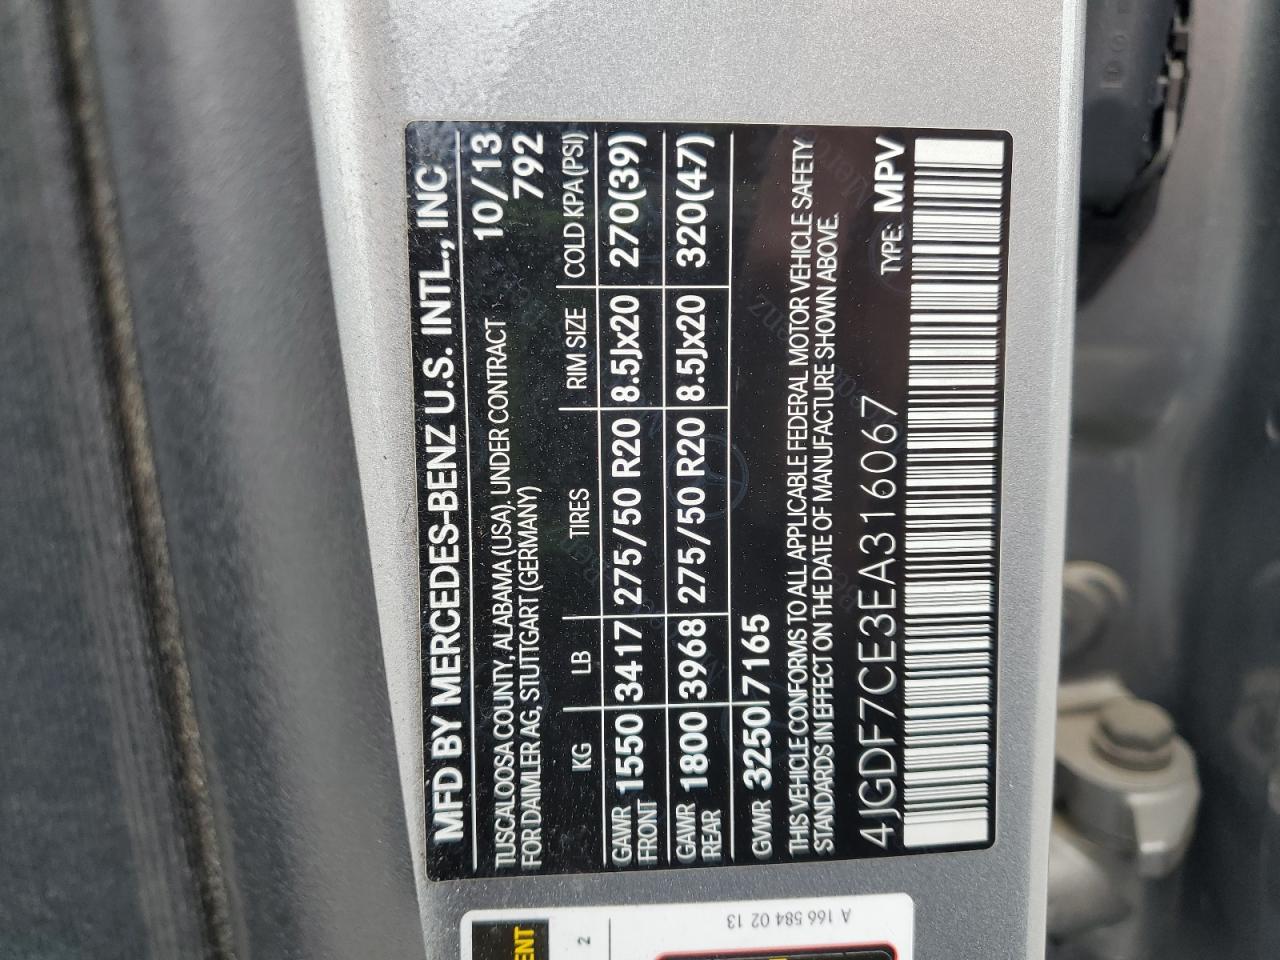 MFD BY MERCEDES-BENZ U.S. INTL., INC
TUSCALOOSA COUNTY, ALABAMA (USA). UNDER CONTRACT 10/13
FOR DAIMLER AG, STUTTGART (GERMANY) 792
KG LB TIRES RIM SIZE COLD KPA(PSI)
GAWR FRONT 1550 3417 275/50 R20 8.5Jx20 270(39)
GAWR REAR 1800 3968 275/50 R20 8.5Jx20 320(47)
GVWR 3250 7165
THIS VEHICLE CONFORMS TO ALL APPLICABLE FEDERAL MOTOR VEHICLE SAFETY
STANDARDS IN EFFECT ON THE DATE OF MANUFACTURE SHOWN ABOVE.
4JGDF7CE3EA316067 TYPE: MPV
A 166 584 02 13
2